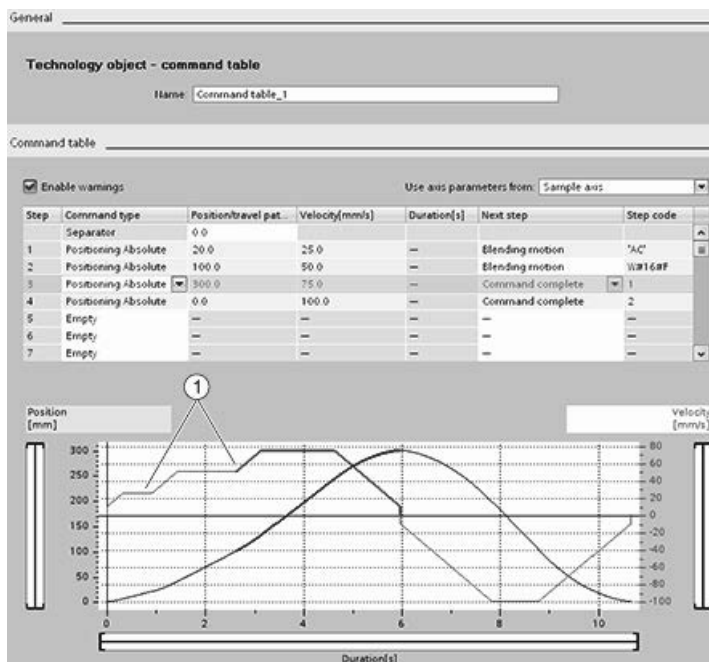 General
Technology object - command table
Name: Command table_1
Command table
Enable warnings Use axis parameters from: Sample axis
Step Command type Position/travel pat... Velocity[mm/s] Duration[s] Next step Step code
Separator 0.0
1 Positioning Absolute 20.0 25.0 — Blending motion "AC"
2 Positioning Absolute 100.0 50.0 — Blending motion W#16#F
3 Positioning Absolute 300.0 75.0 — Command complete 1
4 Positioning Absolute 0.0 100.0 — Command complete 2
5 Empty — — — — —
6 Empty — — — — —
7 Empty — — — — —
1
Position
[mm]
Velocity
[mm/s]
300
250
200
150
100
50
0
80
60
40
20
0
-20
-40
-60
-80
-100
0 2 4 6 8 10
Duration[s]